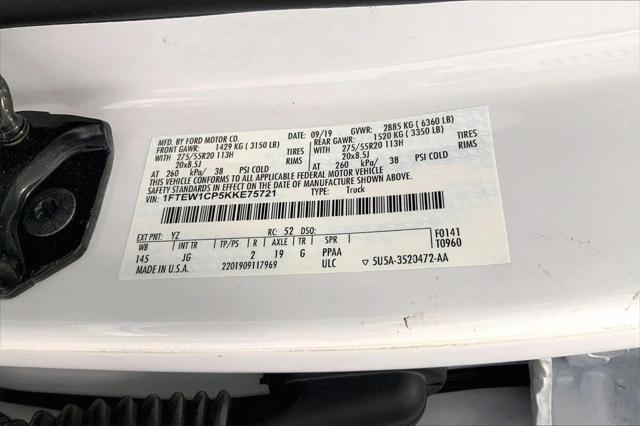 MFD. BY FORD MOTOR CO. DATE: 09/19 GVWR: 2885 KG ( 6360 LB)
FRONT GAWR: 1429 KG ( 3150 LB) REAR GAWR: 1520 KG ( 3350 LB)
WITH 275/55R20 113H TIRES WITH 275/55R20 113H TIRES
20x8.5J RIMS 20x8.5J RIMS
AT 260 kPa/ 38 PSI COLD AT 260 kPa/ 38 PSI COLD
THIS VEHICLE CONFORMS TO ALL APPLICABLE FEDERAL MOTOR VEHICLE
SAFETY STANDARDS IN EFFECT ON THE DATE OF MANUFACTURE SHOWN ABOVE.
VIN: 1FTEW1CP5KKE75721 TYPE: Truck
EXT PNT: YZ RC: 52 DSO: F0141
WB INT TR TP/PS R AXLE TR SPR T0960
145 JG 2 19 G PPAA
MADE IN U.S.A. 2201909117969 ULC ▽ 5U5A-3520472-AA